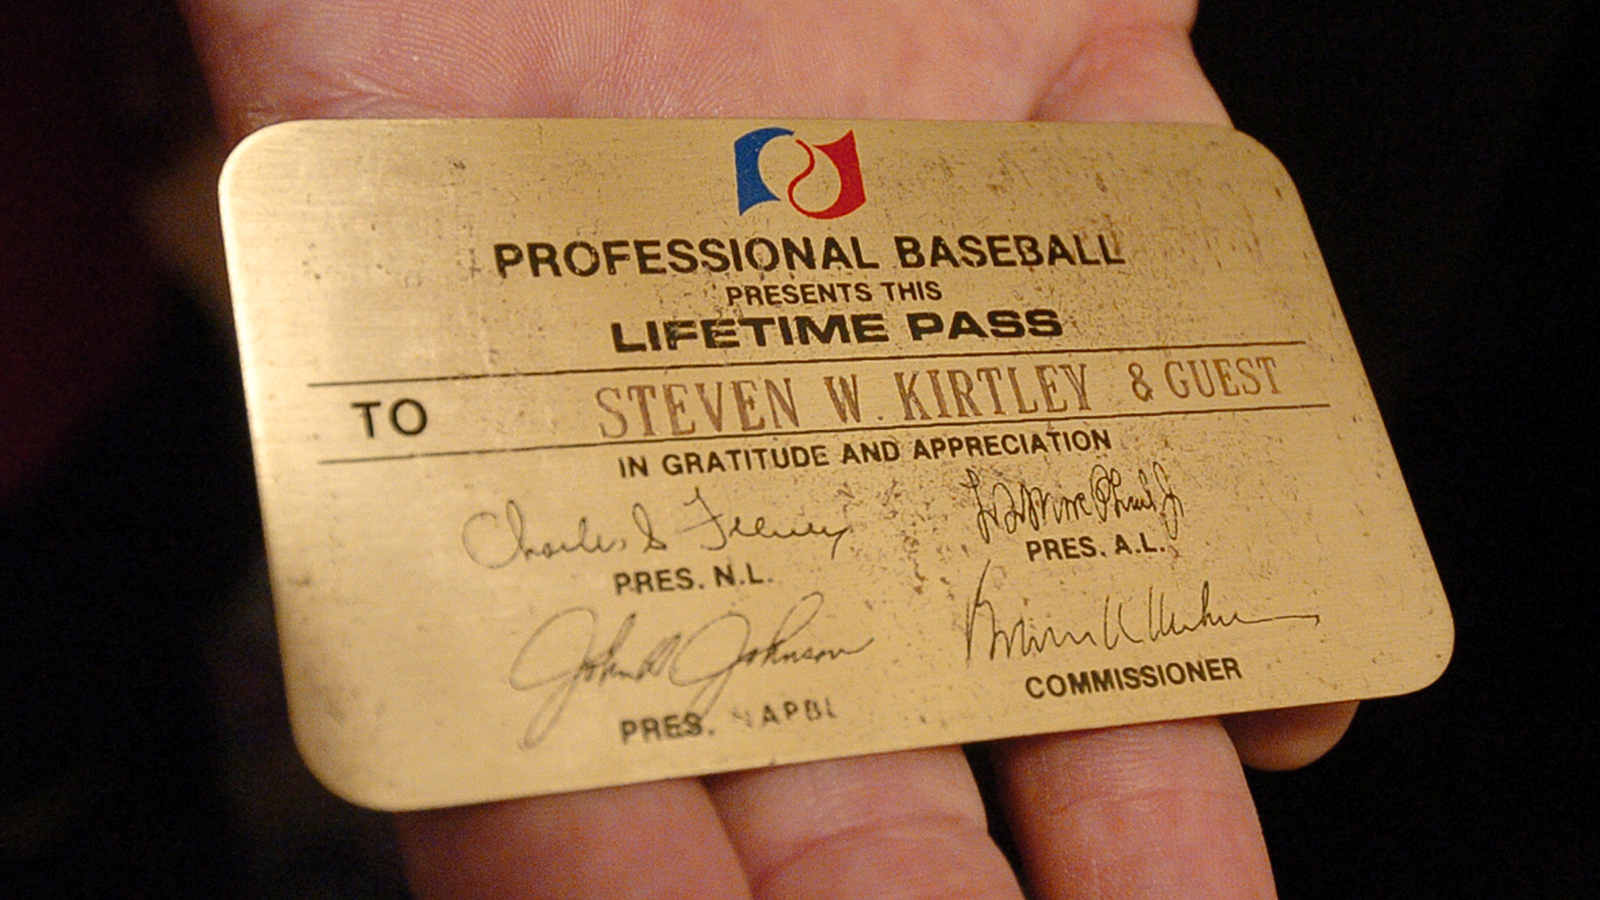 PROFESSIONAL BASEBALL
PRESENTS THIS
LIFETIME PASS
TO STEVEN W. KIRTLEY & GUEST
IN GRATITUDE AND APPRECIATION
Charles S Feeney
PRES. N.L.
PRES. A.L.
John H Johnson
PRES. NAPBL
COMMISSIONER